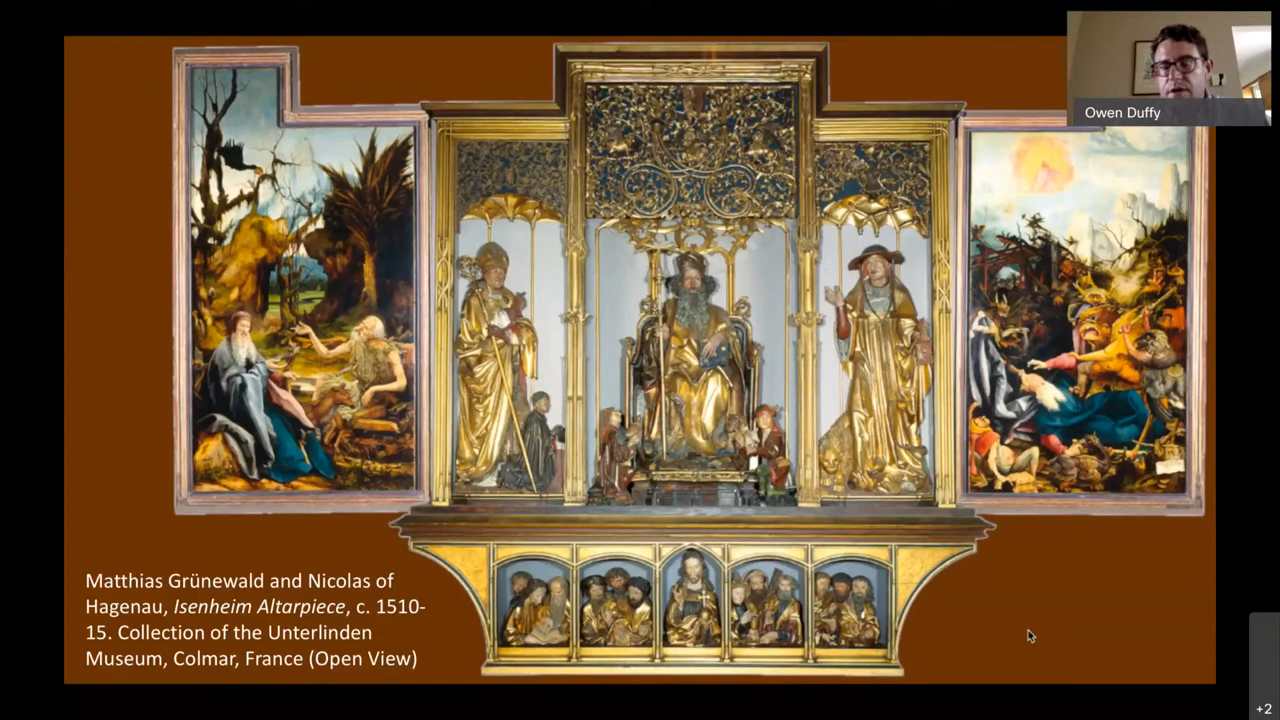 Owen Duffy
Matthias Grünewald and Nicolas of
Hagenau, Isenheim Altarpiece, c. 1510-
15. Collection of the Unterlinden
Museum, Colmar, France (Open View)
+2